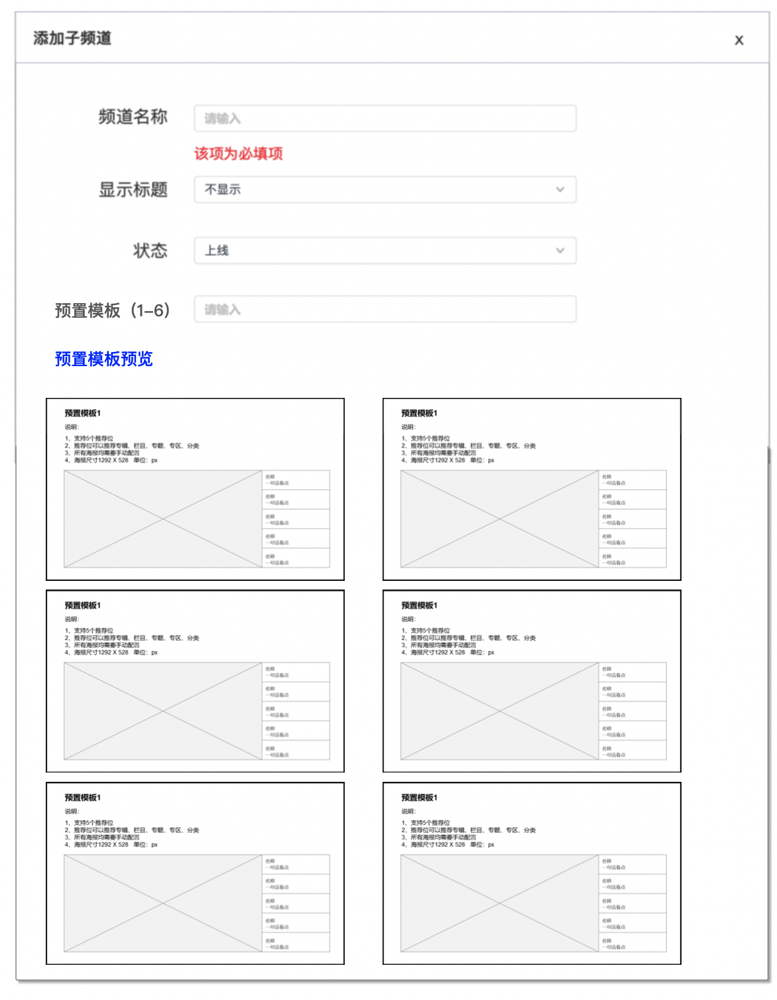 添加子频道
x
频道名称
请输入
该项为必填项
显示标题
不显示
状态
上线
预置模板（1-6）
请输入
预置模板预览
预置模板1
说明：
1、支持5个推荐位
2、推荐位可以推荐专辑、栏目、专题、专区、分类
3、所有海报均需要手动配置
4、海报尺寸1292 X 528 单位：px
名称
一句话看点
名称
一句话看点
名称
一句话看点
名称
一句话看点
名称
一句话看点
预置模板1
说明：
1、支持5个推荐位
2、推荐位可以推荐专辑、栏目、专题、专区、分类
3、所有海报均需要手动配置
4、海报尺寸1292 X 528 单位：px
名称
一句话看点
名称
一句话看点
名称
一句话看点
名称
一句话看点
名称
一句话看点
预置模板1
说明：
1、支持5个推荐位
2、推荐位可以推荐专辑、栏目、专题、专区、分类
3、所有海报均需要手动配置
4、海报尺寸1292 X 528 单位：px
名称
一句话看点
名称
一句话看点
名称
一句话看点
名称
一句话看点
名称
一句话看点
预置模板1
说明：
1、支持5个推荐位
2、推荐位可以推荐专辑、栏目、专题、专区、分类
3、所有海报均需要手动配置
4、海报尺寸1292 X 528 单位：px
名称
一句话看点
名称
一句话看点
名称
一句话看点
名称
一句话看点
名称
一句话看点
预置模板1
说明：
1、支持5个推荐位
2、推荐位可以推荐专辑、栏目、专题、专区、分类
3、所有海报均需要手动配置
4、海报尺寸1292 X 528 单位：px
名称
一句话看点
名称
一句话看点
名称
一句话看点
名称
一句话看点
名称
一句话看点
预置模板1
说明：
1、支持5个推荐位
2、推荐位可以推荐专辑、栏目、专题、专区、分类
3、所有海报均需要手动配置
4、海报尺寸1292 X 528 单位：px
名称
一句话看点
名称
一句话看点
名称
一句话看点
名称
一句话看点
名称
一句话看点